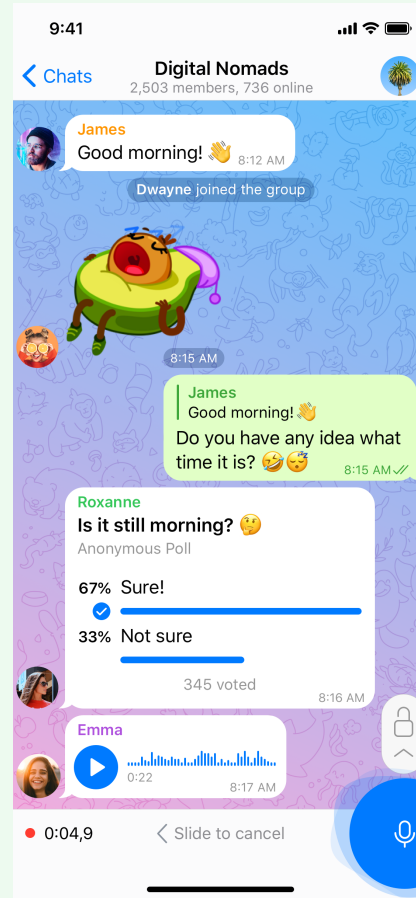 9:41
Chats
Digital Nomads
2,503 members, 736 online
James
Good morning! 👋 8:12 AM
Dwayne joined the group
8:15 AM
James
Good morning! 👋
Do you have any idea what
time it is? 🤣😴 8:15 AM
Roxanne
Is it still morning? 🤔
Anonymous Poll
67% Sure!
33% Not sure
345 voted
8:16 AM
Emma
0:22
8:17 AM
0:04,9 Slide to cancel